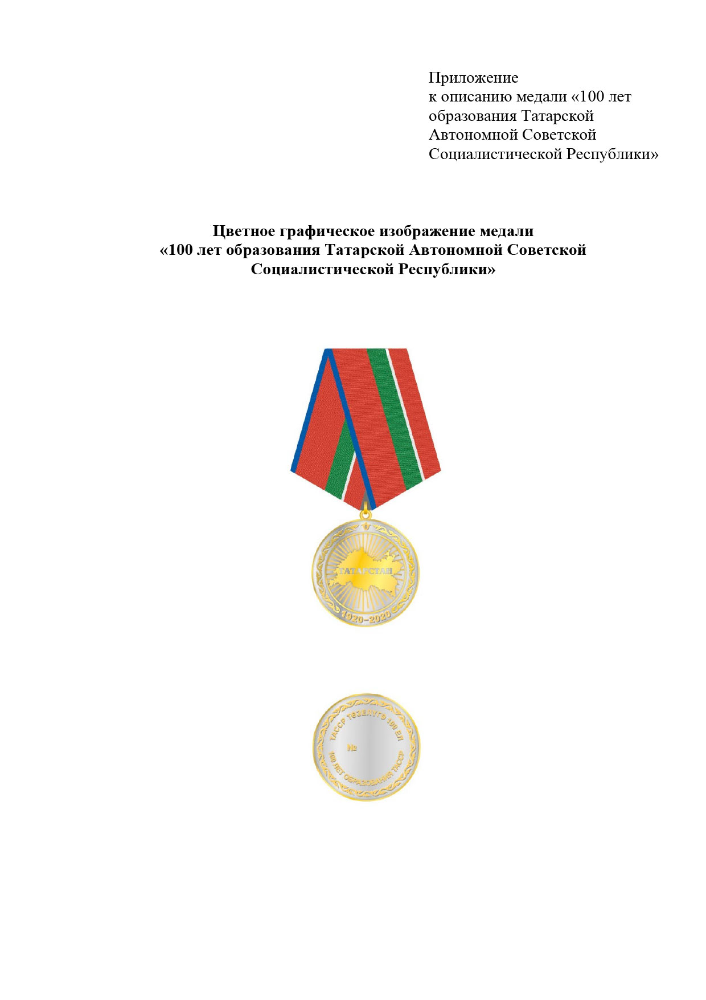 Приложение
к описанию медали «100 лет
образования Татарской
Автономной Советской
Социалистической Республики»
Цветное графическое изображение медали
«100 лет образования Татарской Автономной Советской
Социалистической Республики»
ТАТАРСТАН
1920–2020
ТАССР ТӨЗЕЛҮГӘ 100 ЕЛ
№
100 ЛЕТ ОБРАЗОВАНИЯ ТАССР